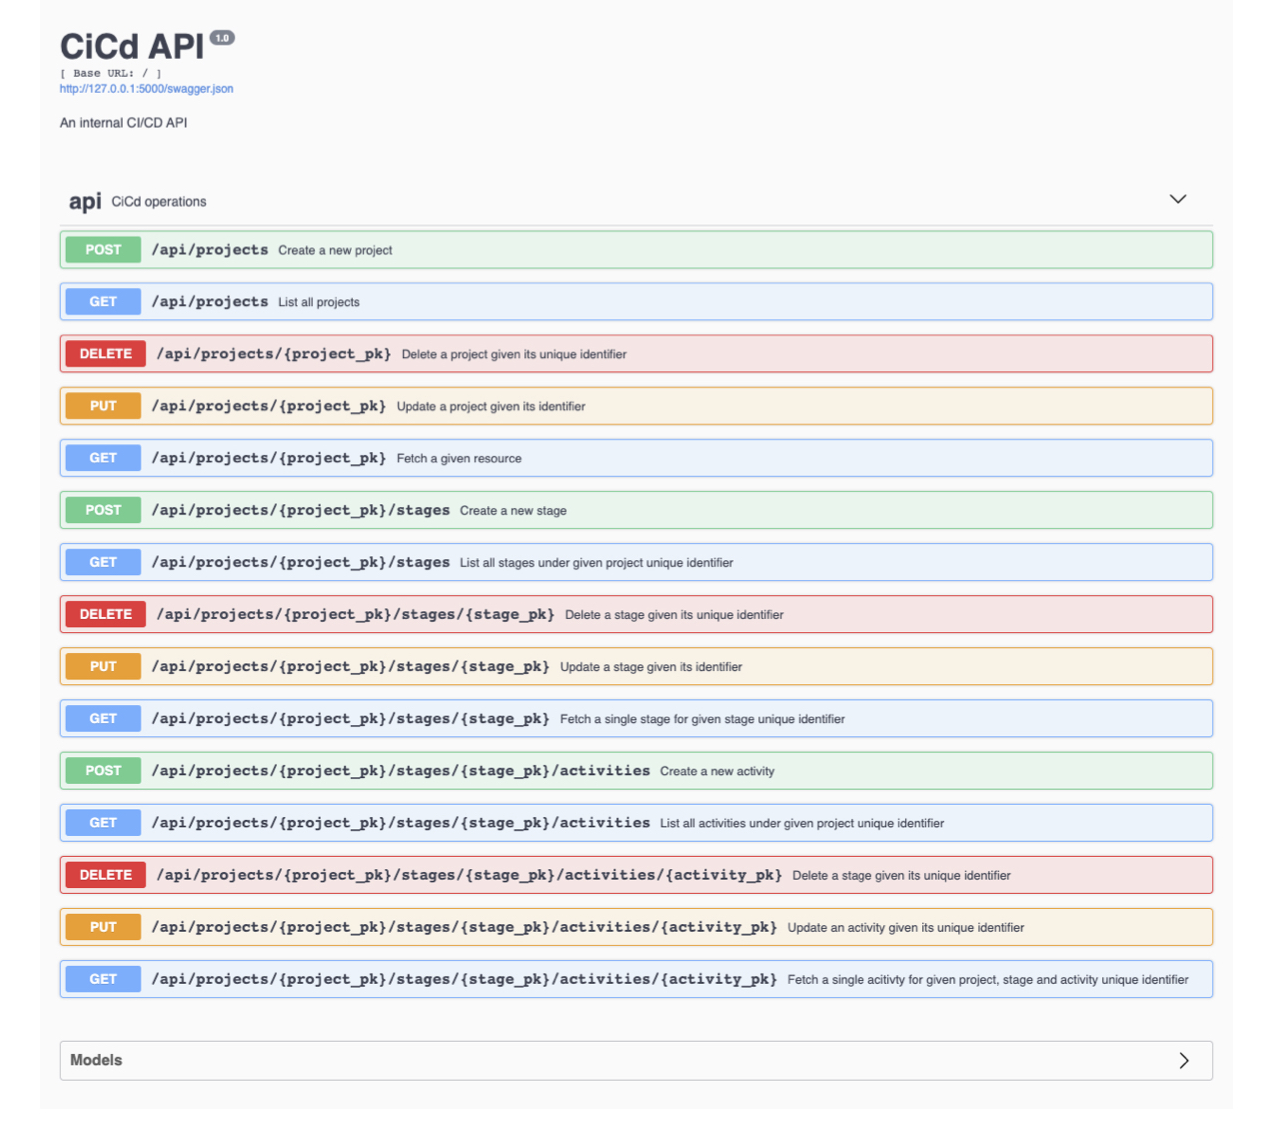 CiCd API 1.0
[ Base URL: / ]
http://127.0.0.1:5000/swagger.json
An internal CI/CD API
api CiCd operations
POST /api/projects Create a new project
GET /api/projects List all projects
DELETE /api/projects/{project_pk} Delete a project given its unique identifier
PUT /api/projects/{project_pk} Update a project given its identifier
GET /api/projects/{project_pk} Fetch a given resource
POST /api/projects/{project_pk}/stages Create a new stage
GET /api/projects/{project_pk}/stages List all stages under given project unique identifier
DELETE /api/projects/{project_pk}/stages/{stage_pk} Delete a stage given its unique identifier
PUT /api/projects/{project_pk}/stages/{stage_pk} Update a stage given its identifier
GET /api/projects/{project_pk}/stages/{stage_pk} Fetch a single stage for given stage unique identifier
POST /api/projects/{project_pk}/stages/{stage_pk}/activities Create a new activity
GET /api/projects/{project_pk}/stages/{stage_pk}/activities List all activities under given project unique identifier
DELETE /api/projects/{project_pk}/stages/{stage_pk}/activities/{activity_pk} Delete a stage given its unique identifier
PUT /api/projects/{project_pk}/stages/{stage_pk}/activities/{activity_pk} Update an activity given its unique identifier
GET /api/projects/{project_pk}/stages/{stage_pk}/activities/{activity_pk} Fetch a single acitivty for given project, stage and activity unique identifier
Models